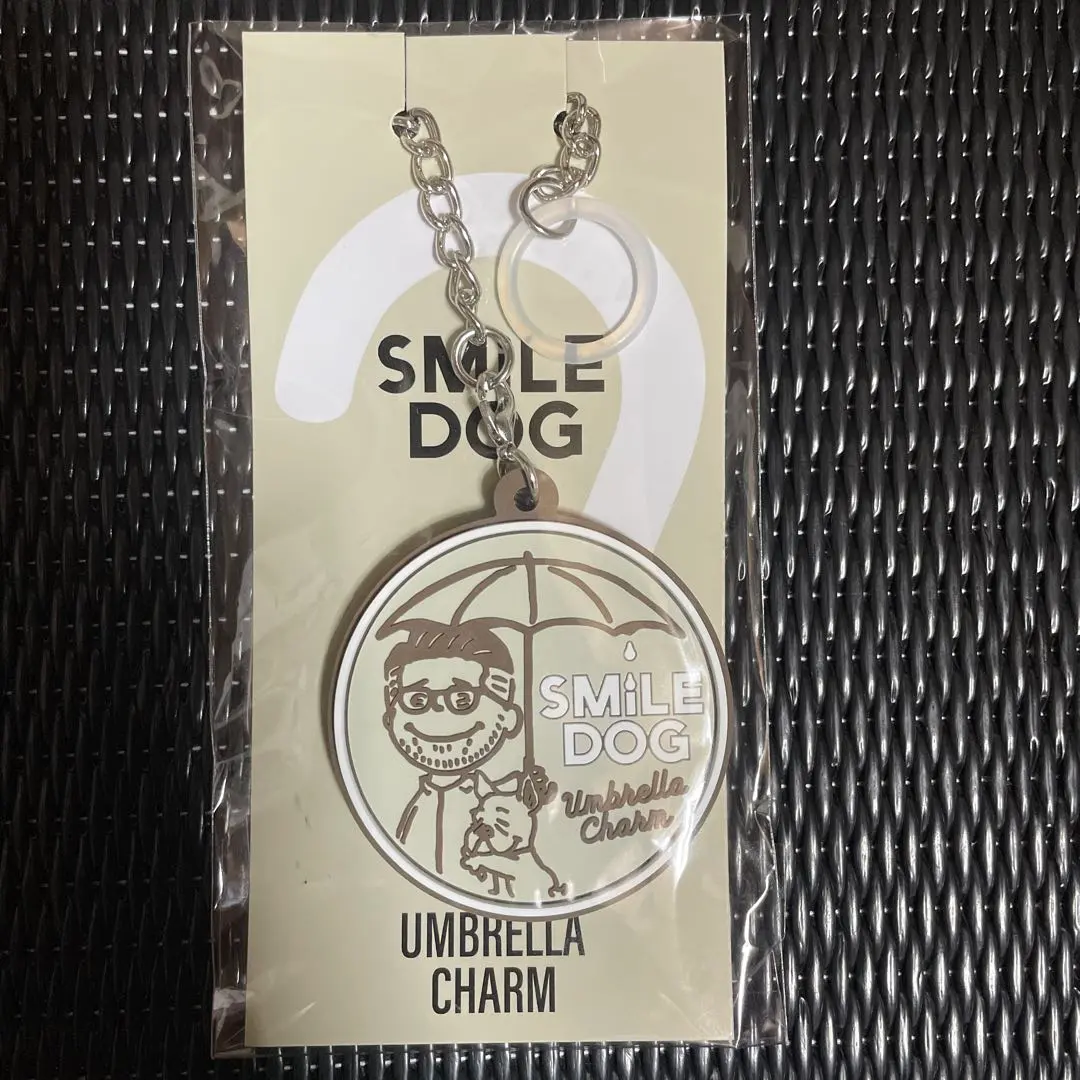 SMiLE
DOG
SMiLE
DOG
Umbrella
Charm
UMBRELLA
CHARM